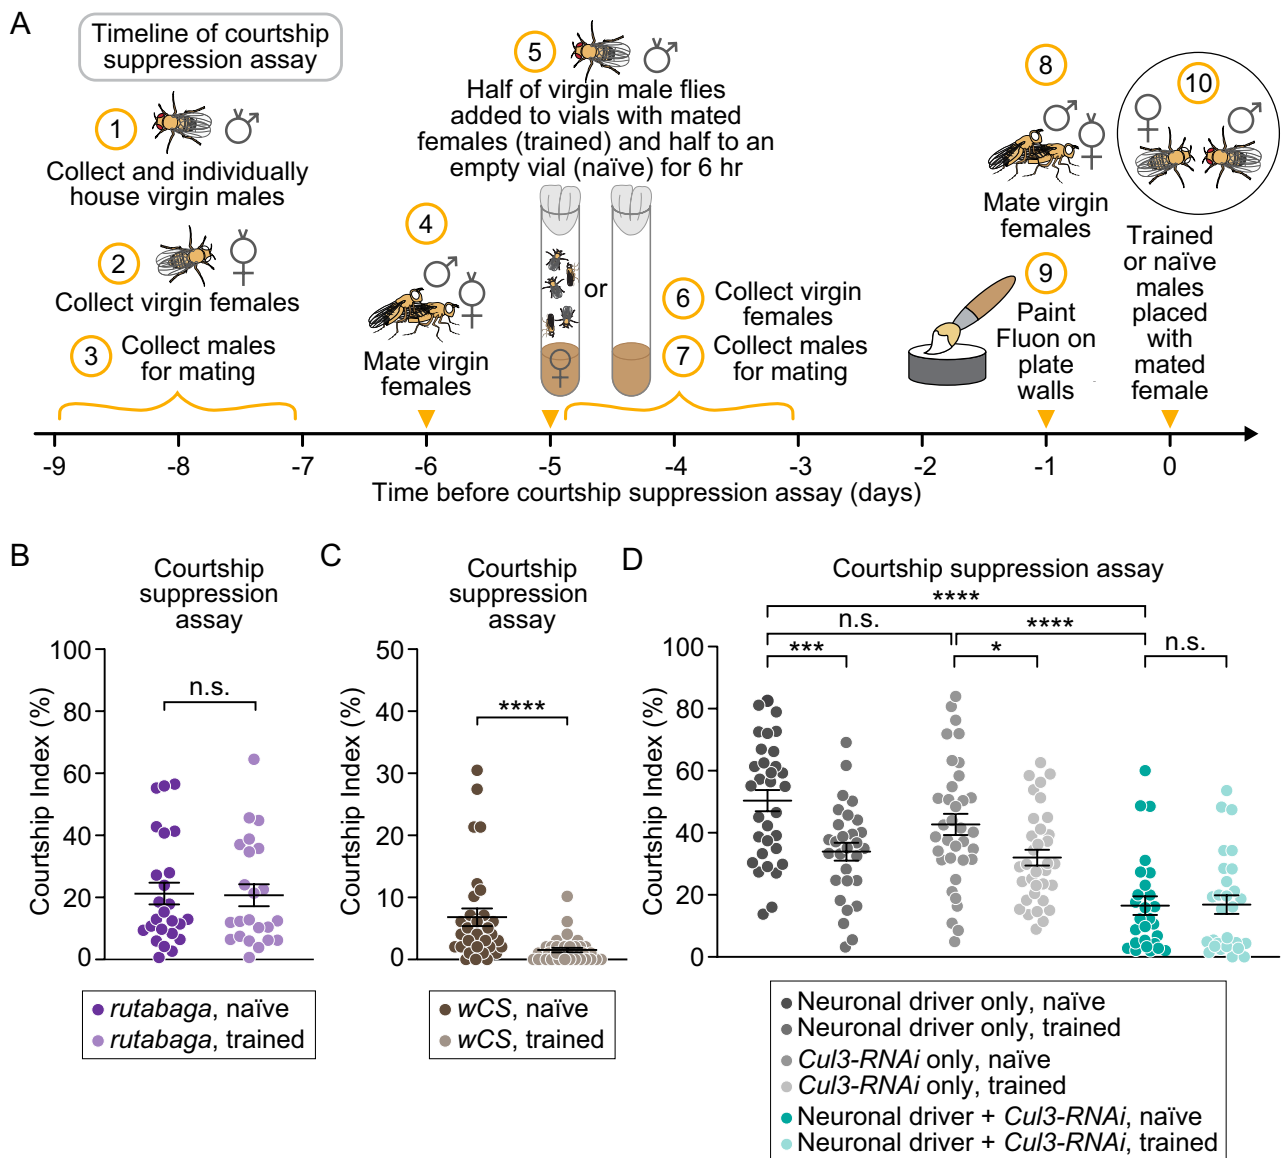 A
Timeline of courtship
suppression assay
1
Collect and individually
house virgin males
2
Collect virgin females
3
Collect males
for mating
4
Mate virgin
females
5
Half of virgin male flies
added to vials with mated
females (trained) and half to an
empty vial (naïve) for 6 hr
or
6
Collect virgin
females
7
Collect males
for mating
8
Mate virgin
females
9
Paint
Fluon on
plate
walls
10
Trained
or naïve
males
placed
with
mated
female
-9
-8
-7
-6
-5
-4
-3
-2
-1
0
Time before courtship suppression assay (days)
B
Courtship
suppression
assay
Courtship Index (%)
100
80
60
40
20
0
n.s.
rutabaga, naïve
rutabaga, trained
C
Courtship
suppression
assay
Courtship Index (%)
50
40
30
20
10
0
****
wCS, naïve
wCS, trained
D
Courtship suppression assay
Courtship Index (%)
100
80
60
40
20
0
****
n.s.
****
***
*
n.s.
Neuronal driver only, naïve
Neuronal driver only, trained
Cul3-RNAi only, naïve
Cul3-RNAi only, trained
Neuronal driver + Cul3-RNAi, naïve
Neuronal driver + Cul3-RNAi, trained